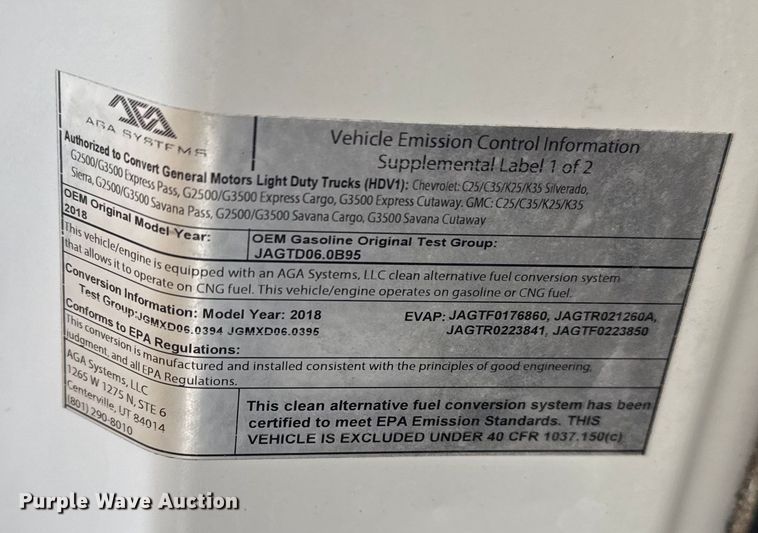 AGA SYSTEMS
Vehicle Emission Control Information
Supplemental Label 1 of 2
Authorized to Convert General Motors Light Duty Trucks (HDV1): Chevrolet: C25/C35/K25/K35 Silverado,
G2500/G3500 Express Pass, G2500/G3500 Express Cargo, G3500 Express Cutaway. GMC: C25/C35/K25/K35
Sierra, G2500/G3500 Savana Pass, G2500/G3500 Savana Cargo, G3500 Savana Cutaway
OEM Original Model Year:
2018
OEM Gasoline Original Test Group:
JAGTD06.0B95
This vehicle/engine is equipped with an AGA Systems, LLC clean alternative fuel conversion system
that allows it to operate on CNG fuel. This vehicle/engine operates on gasoline or CNG fuel.
Conversion Information: Model Year: 2018
Test Group:JGMXD06.0394 JGMXD06.0395
EVAP: JAGTF0176860, JAGTR021260A,
JAGTR0223841, JAGTF0223850
Conforms to EPA Regulations:
This conversion is manufactured and installed consistent with the principles of good engineering
judgment, and all EPA Regulations.
AGA Systems, LLC
1265 W 1275 N, STE 6
Centerville, UT 84014
(801) 290-8010
This clean alternative fuel conversion system has been
certified to meet EPA Emission Standards. THIS
VEHICLE IS EXCLUDED UNDER 40 CFR 1037.150(c)
Purple Wave Auction